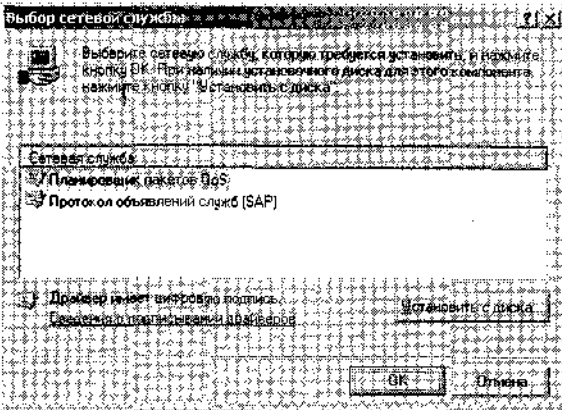 Выбор сетевой службы
Выберите сетевую службу, которую требуется установить, и нажмите
кнопку OK. При наличии установочного диска для этого компонента
нажмите кнопку "Установить с диска".
Сетевая служба:
Планировщик пакетов QoS
Протокол объявлений служб (SAP)
Драйвер имеет цифровую подпись.
Сведения о подписывании драйверов
Установить с диска
OK
Отмена